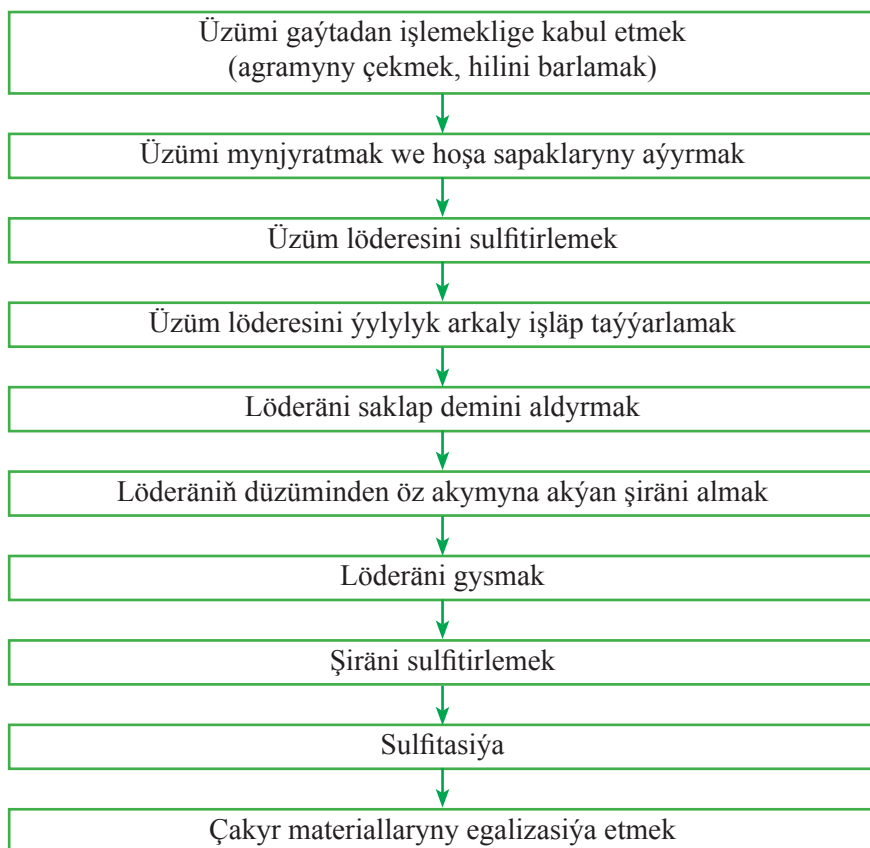 Üzümi gaýtadan işlemeklige kabul etmek
(agramyny çekmek, hilini barlamak)
Üzümi mynjyratmak we hoşa sapaklaryny aýyrmak
Üzüm löderesini sulfitirlemek
Üzüm löderesini ýylylyk arkaly işläp taýýarlamak
Löderäni saklap demini aldyrmak
Löderäniň düzüminden öz akymyna akýan şiräni almak
Löderäni gysmak
Şiräni sulfitirlemek
Sulfitasiýa
Çakyr materiallaryny egalizasiýa etmek